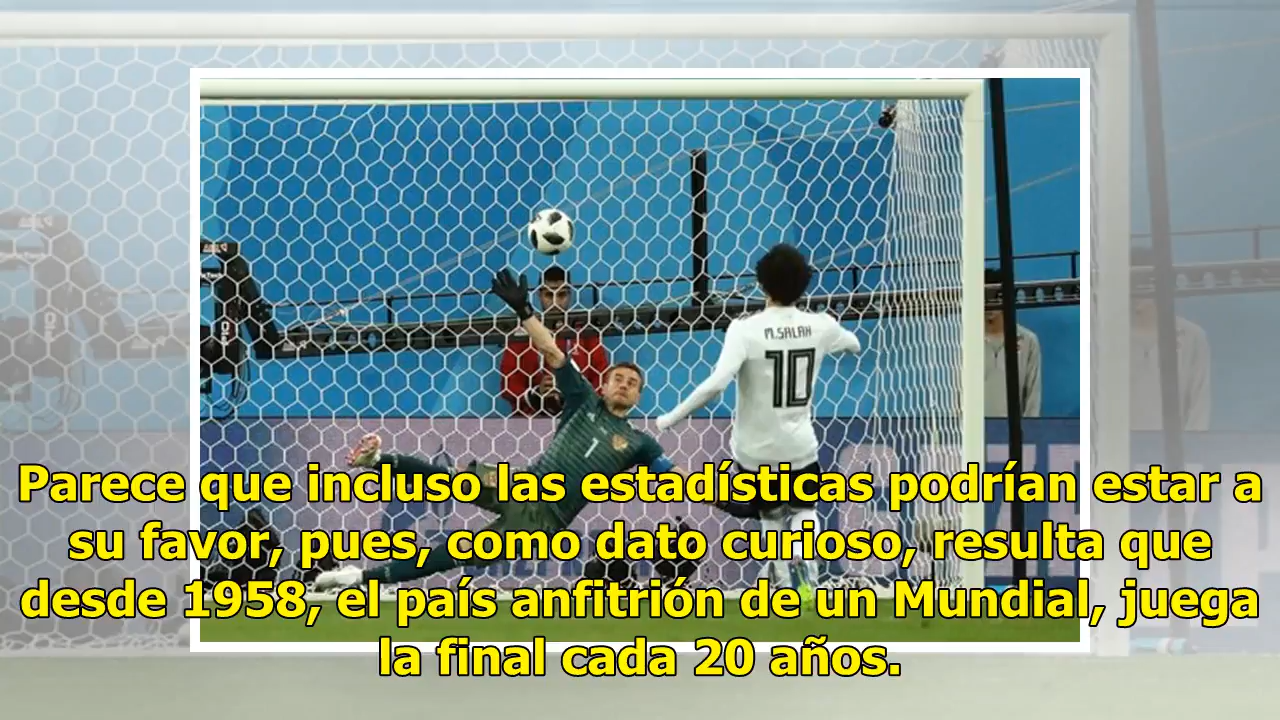 M.SALAH
10
1
Parece que incluso las estadísticas podrían estar a
su favor, pues, como dato curioso, resulta que
desde 1958, el país anfitrión de un Mundial, juega
la final cada 20 años.